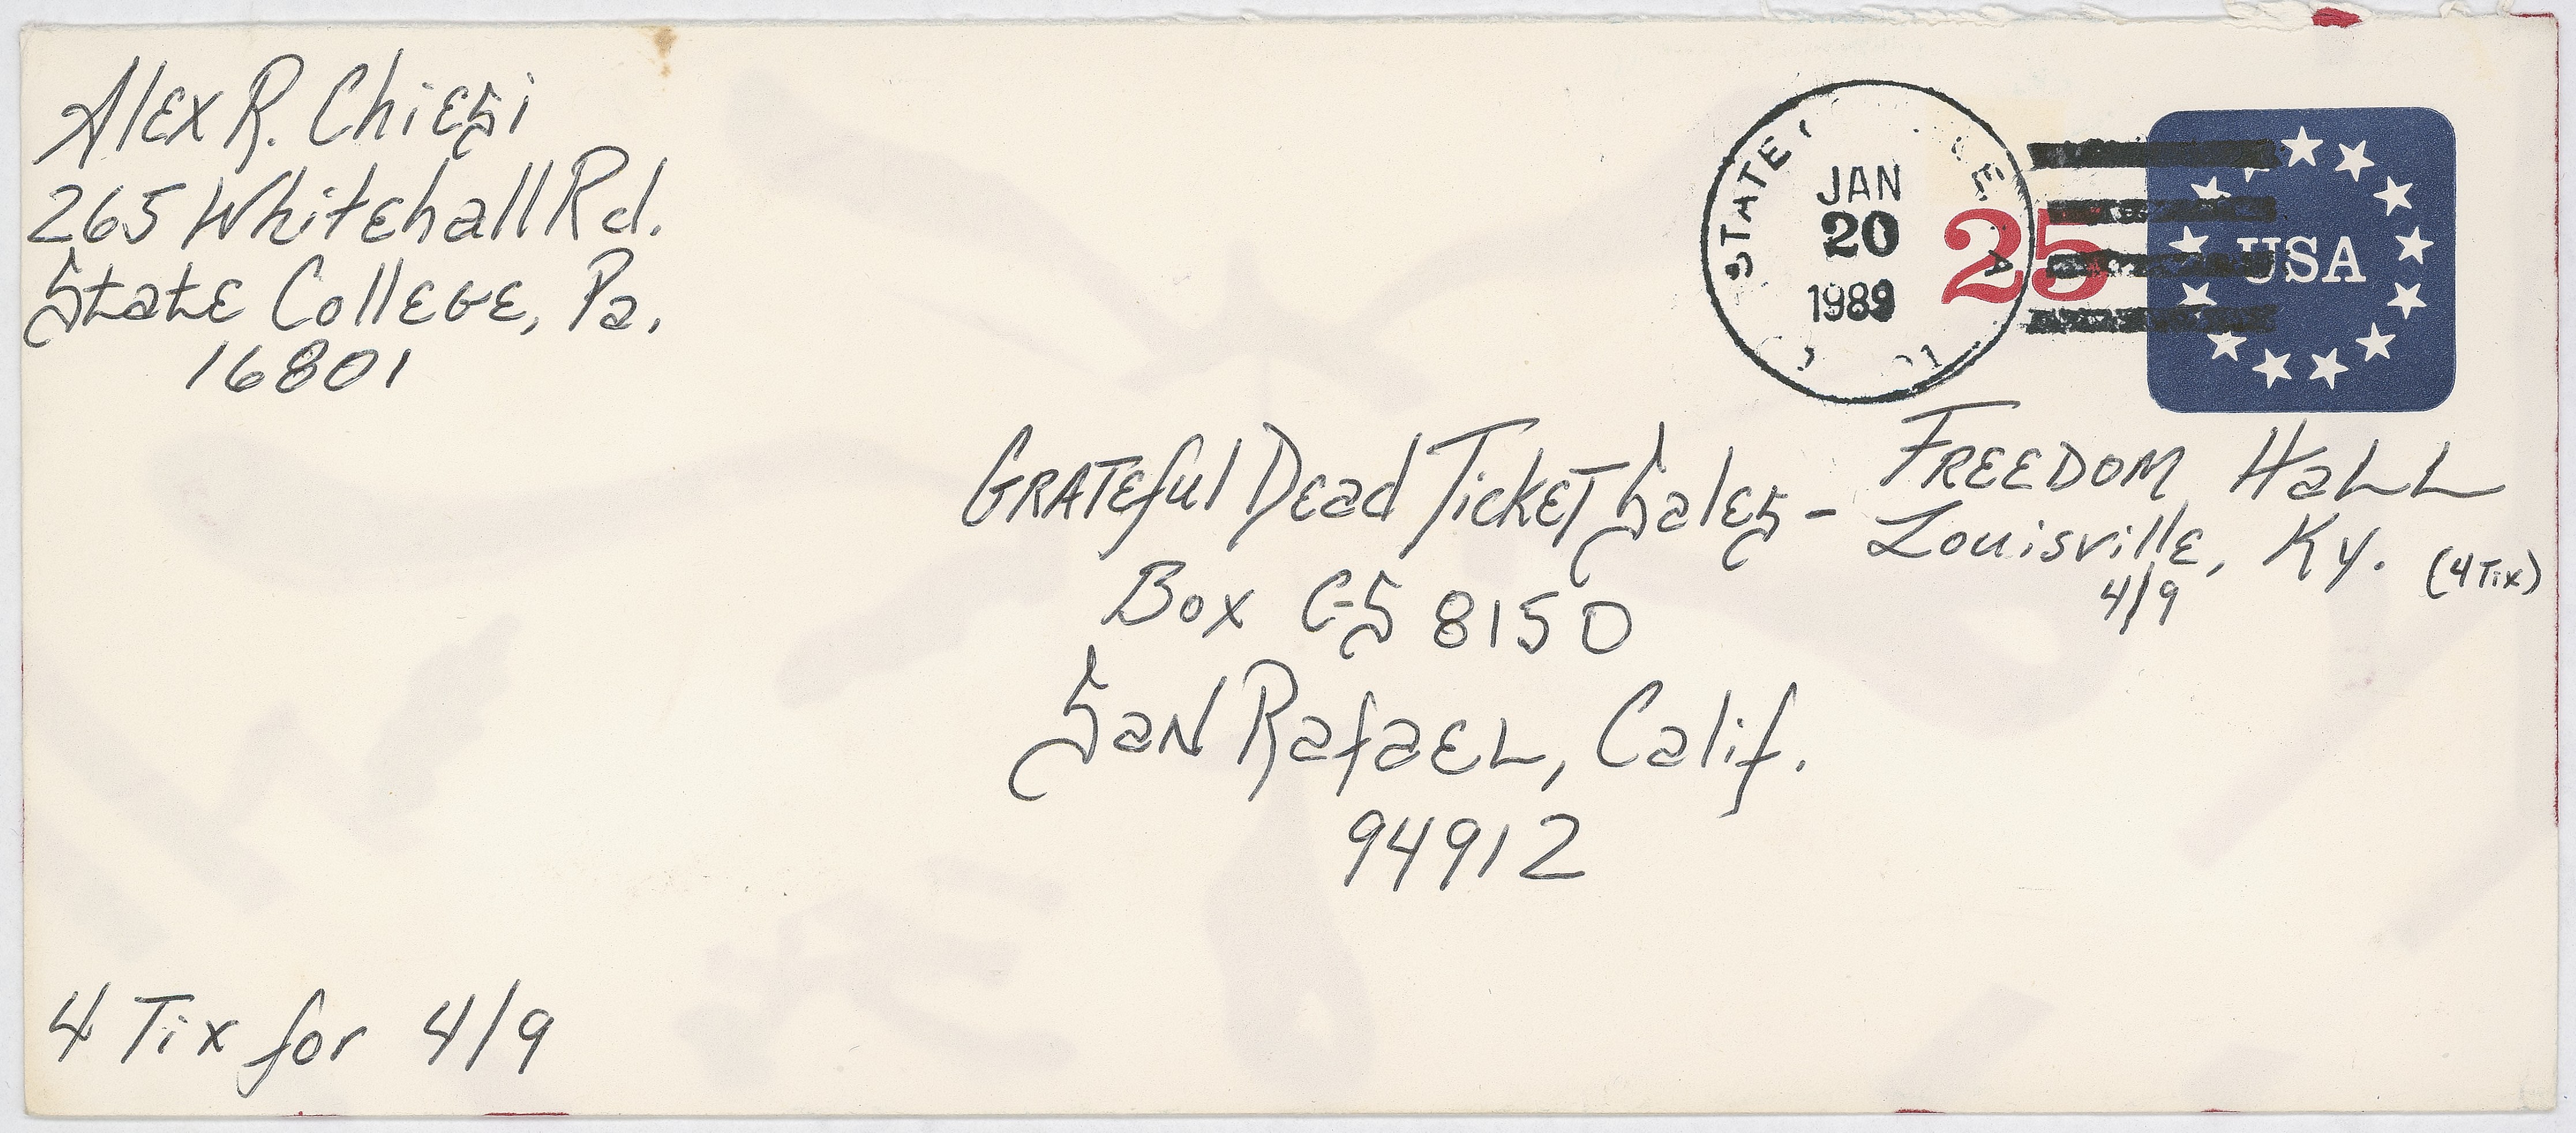 Alex R. Chiesi
265 Whitehall Rd.
State College, Pa.
16801
STATE
JAN
20
1989
25
USA
Grateful Dead Ticket Sales -
Freedom Hall
Louisville, Ky. (4 Tix)
4/9
Box C-S 8150
San Rafael, Calif.
94912
4 Tix for 4/9